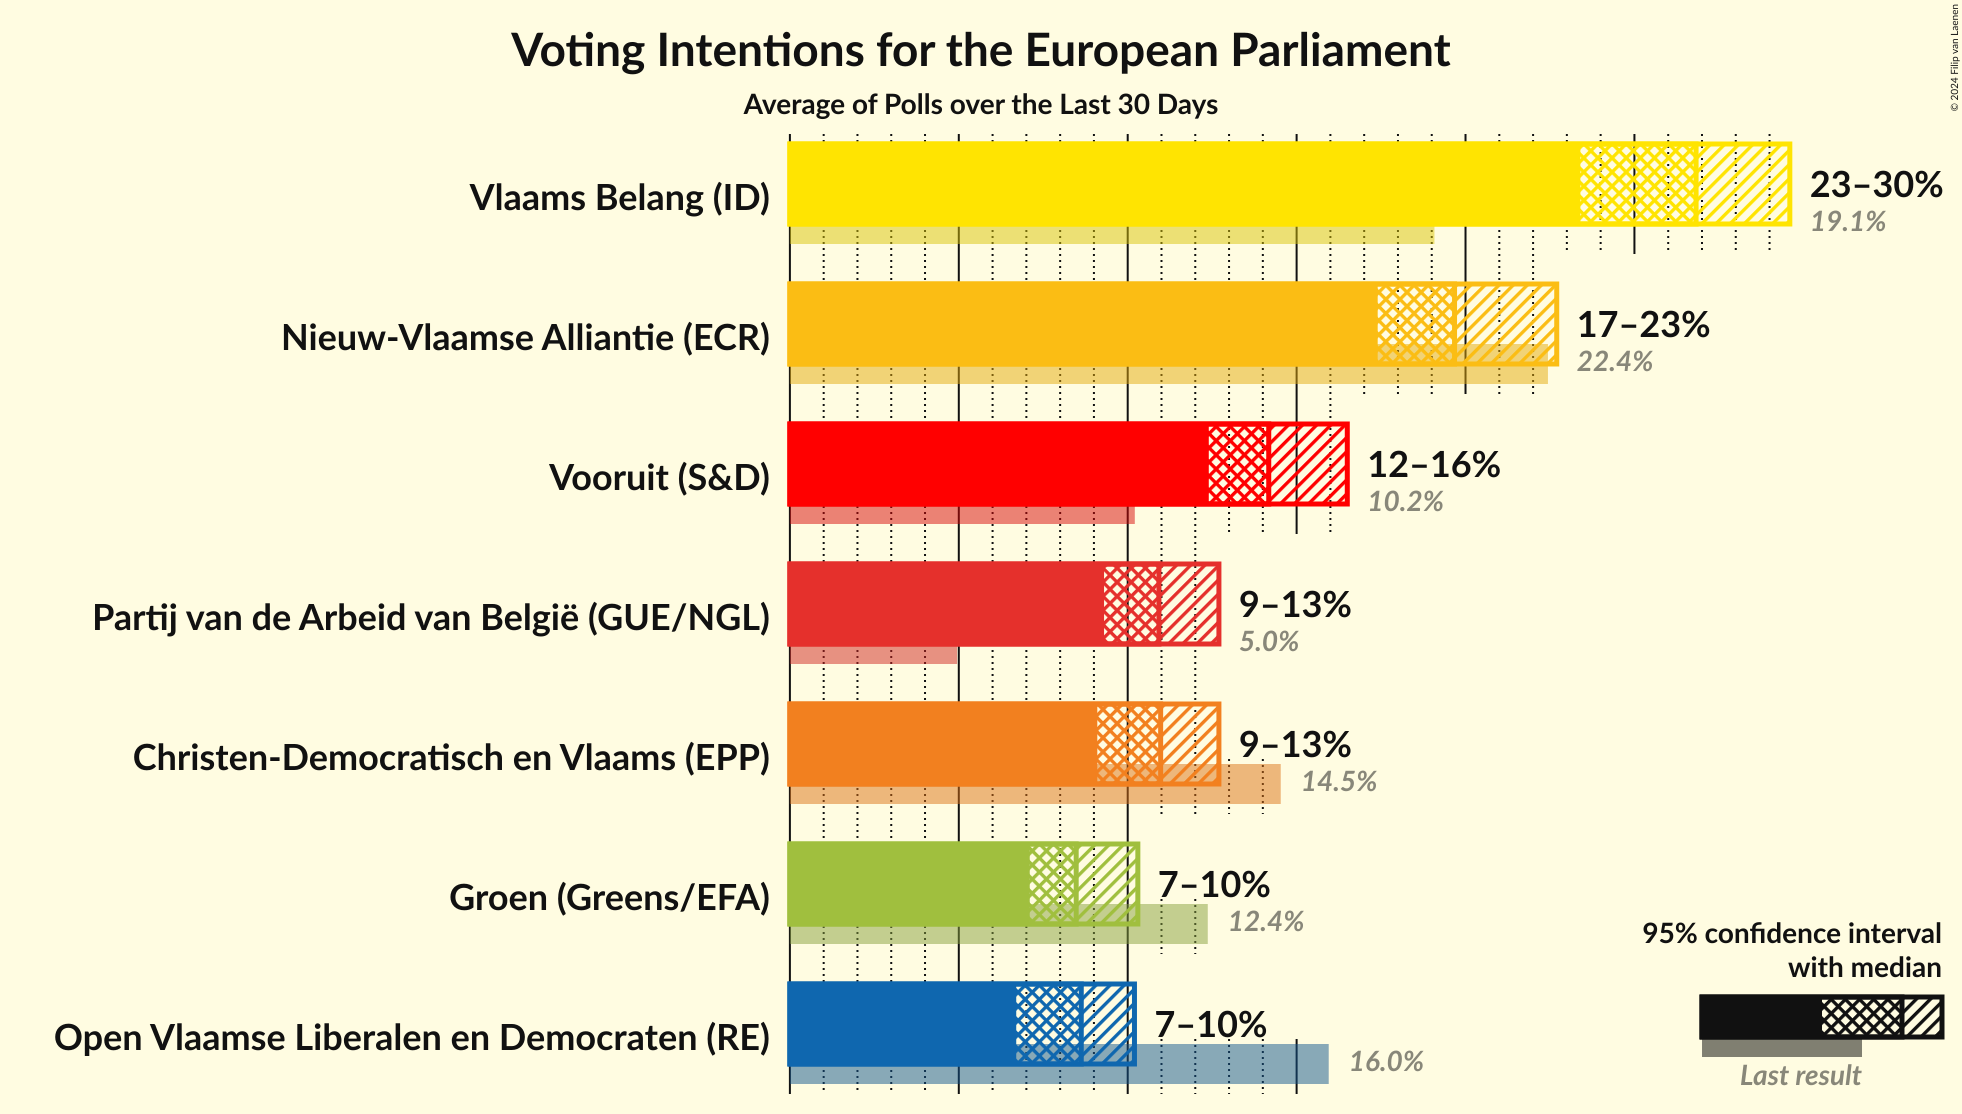 Voting Intentions for the European Parliament
Average of Polls over the Last 30 Days
© 2024 Filip van Laenen
Vlaams Belang (ID)
23–30%
19.1%
Nieuw-Vlaamse Alliantie (ECR)
17–23%
22.4%
Vooruit (S&D)
12–16%
10.2%
Partij van de Arbeid van België (GUE/NGL)
9–13%
5.0%
Christen-Democratisch en Vlaams (EPP)
9–13%
14.5%
Groen (Greens/EFA)
7–10%
12.4%
Open Vlaamse Liberalen en Democraten (RE)
7–10%
16.0%
95% confidence interval
with median
Last result